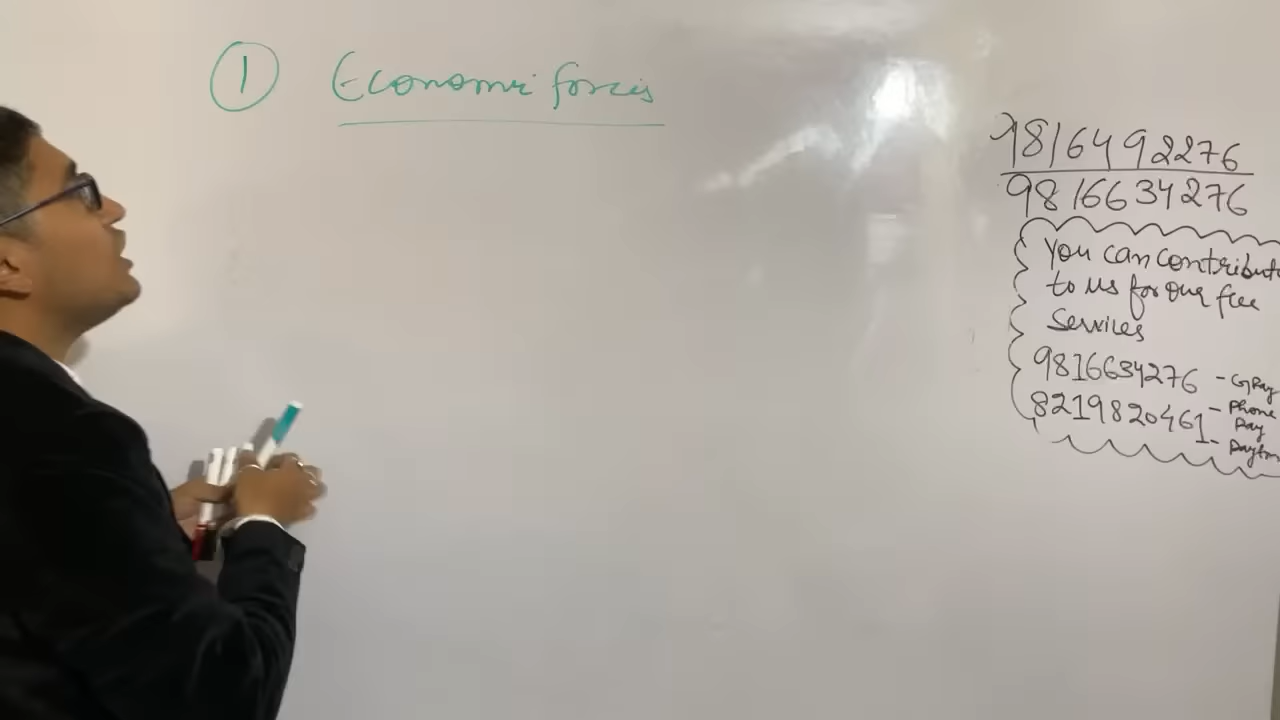 1 Economic forces
9816492276
9816634276
You can contribute
to us for our free
Services
9816634276 - G Pay
8219820461 - Phone
Pay
- Paytm